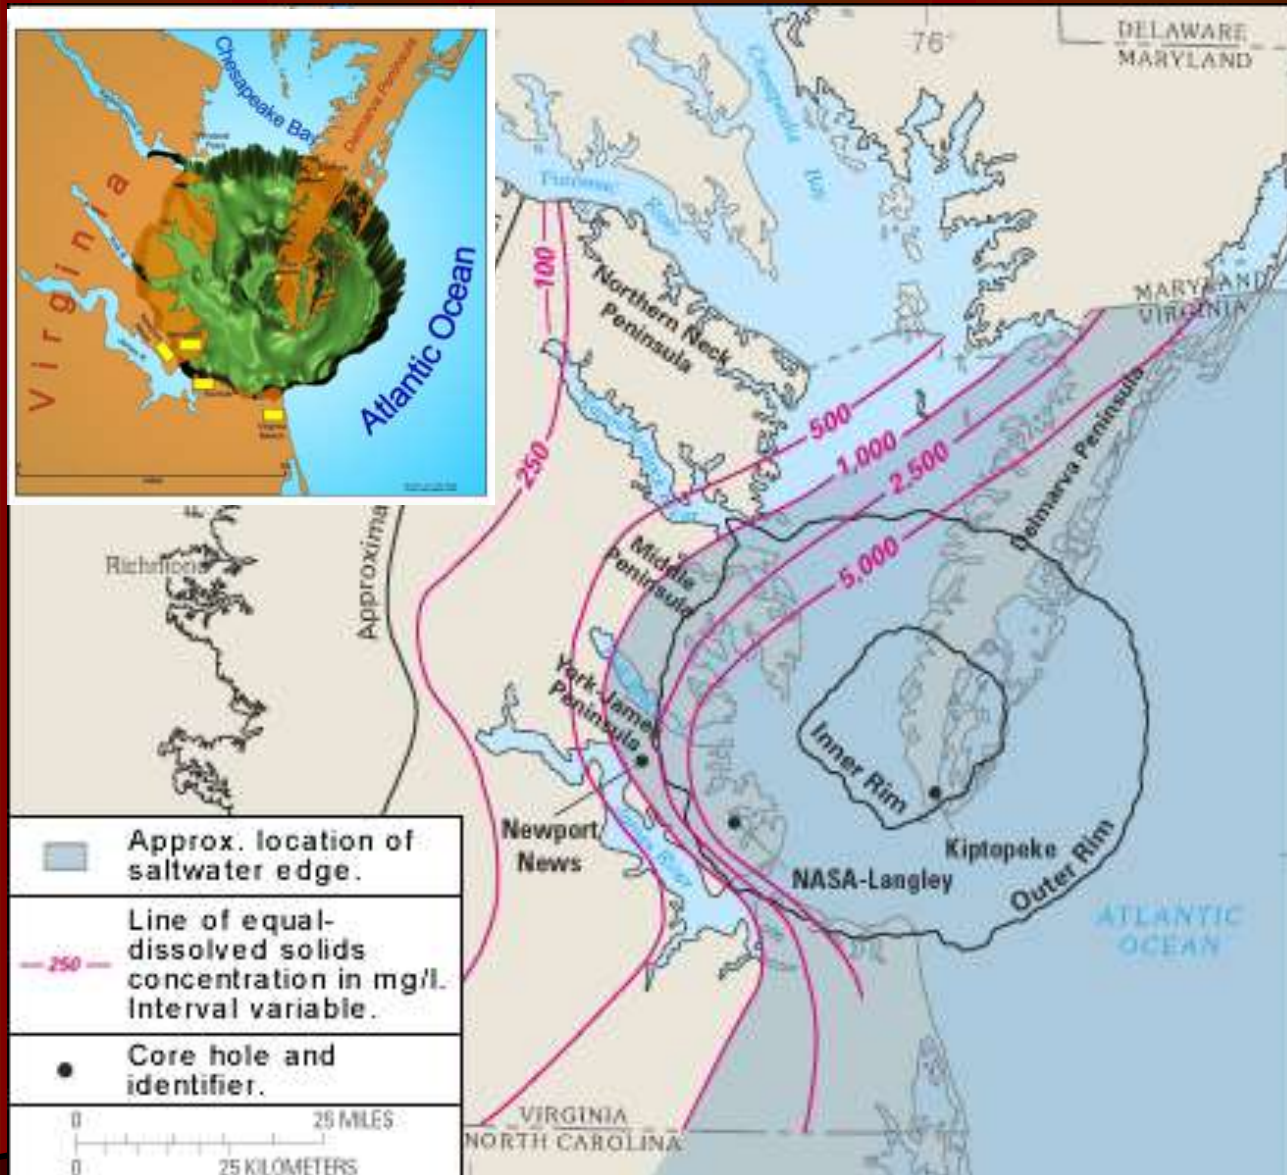 Chesapeake Bay
Delmarva Peninsula
Virginia
Atlantic Ocean
76°
DELAWARE
MARYLAND
Chesapeake
Bay
Potomac
River
100
Northern Neck
Peninsula
MARYLAND
VIRGINIA
500
250
1,000
2,500
Delmarva Peninsula
5,000
Richmond
Approxima
Middle
Peninsula
York-James
Peninsula
Inner Rim
Newport
News
James River
Kiptopeke
NASA-Langley
Outer Rim
ATLANTIC
OCEAN
Approx. location of
saltwater edge.
250
Line of equal-
dissolved solids
concentration in mg/l.
Interval variable.
Core hole and
identifier.
0 25 MILES
0 25 KILOMETERS
VIRGINIA
NORTH CAROLINA